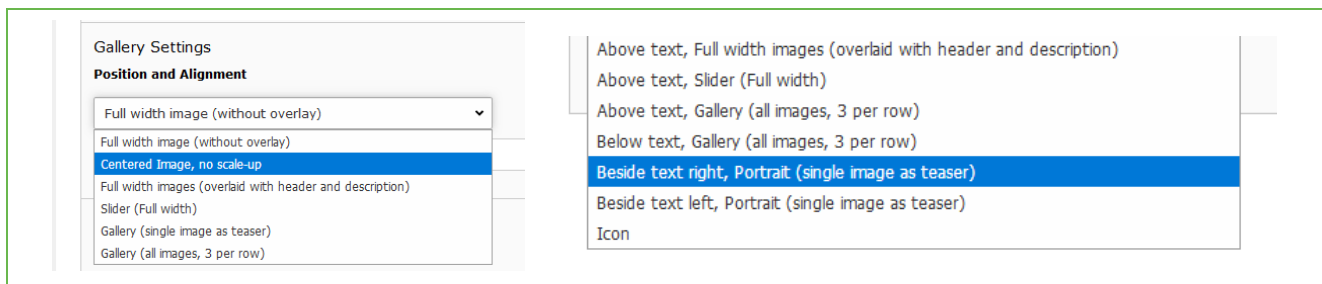 Gallery Settings
Position and Alignment
Full width image (without overlay)
Full width image (without overlay)
Centered Image, no scale-up
Full width images (overlaid with header and description)
Slider (Full width)
Gallery (single image as teaser)
Gallery (all images, 3 per row)
Above text, Full width images (overlaid with header and description)
Above text, Slider (Full width)
Above text, Gallery (all images, 3 per row)
Below text, Gallery (all images, 3 per row)
Beside text right, Portrait (single image as teaser)
Beside text left, Portrait (single image as teaser)
Icon